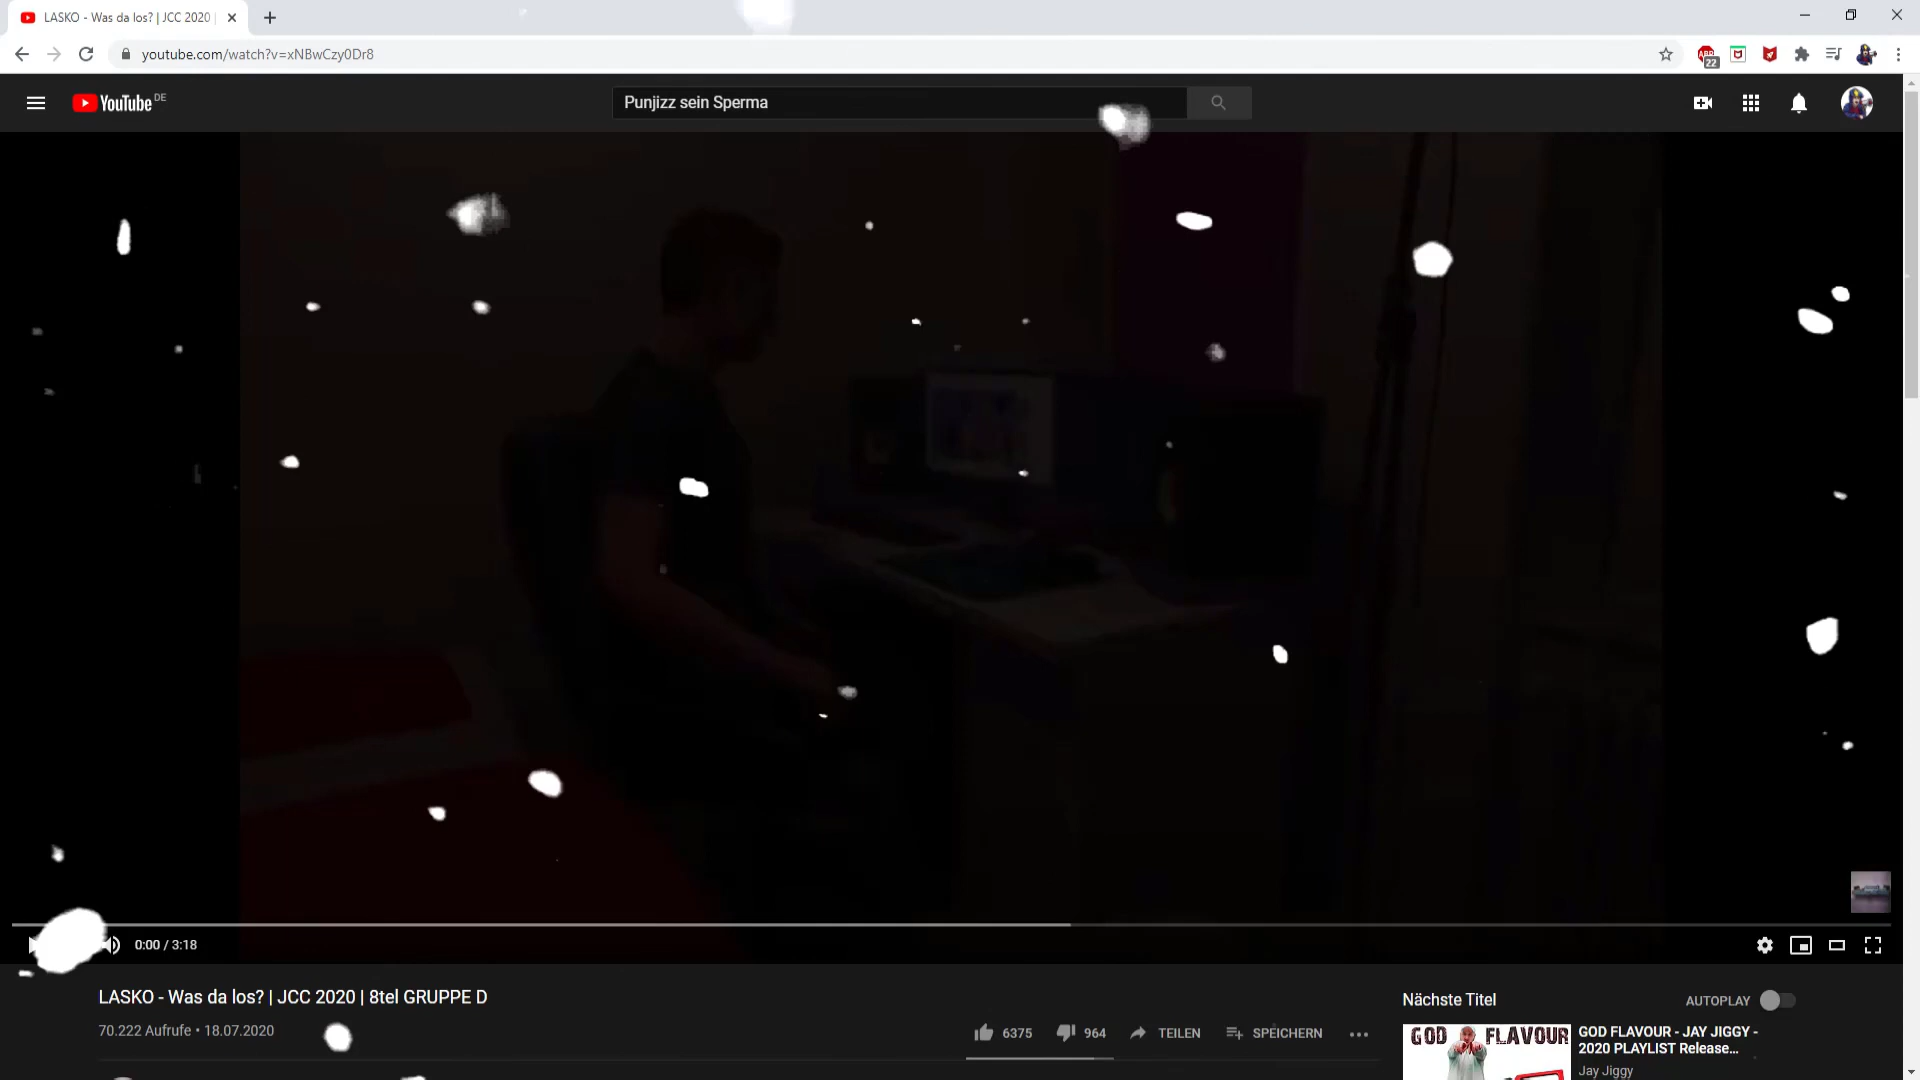 LASKO - Was da los? | JCC 2020 |
youtube.com/watch?v=xNBwCzy0Dr8
22
YouTube DE
Punjizz sein Sperma
0:00 / 3:18
LASKO - Was da los? | JCC 2020 | 8tel GRUPPE D
70.222 Aufrufe • 18.07.2020
6375
964
TEILEN
SPEICHERN
Nächste Titel
AUTOPLAY
GOD FLAVOUR
GOD FLAVOUR - JAY JIGGY -
2020 PLAYLIST Release...
Jay Jiggy